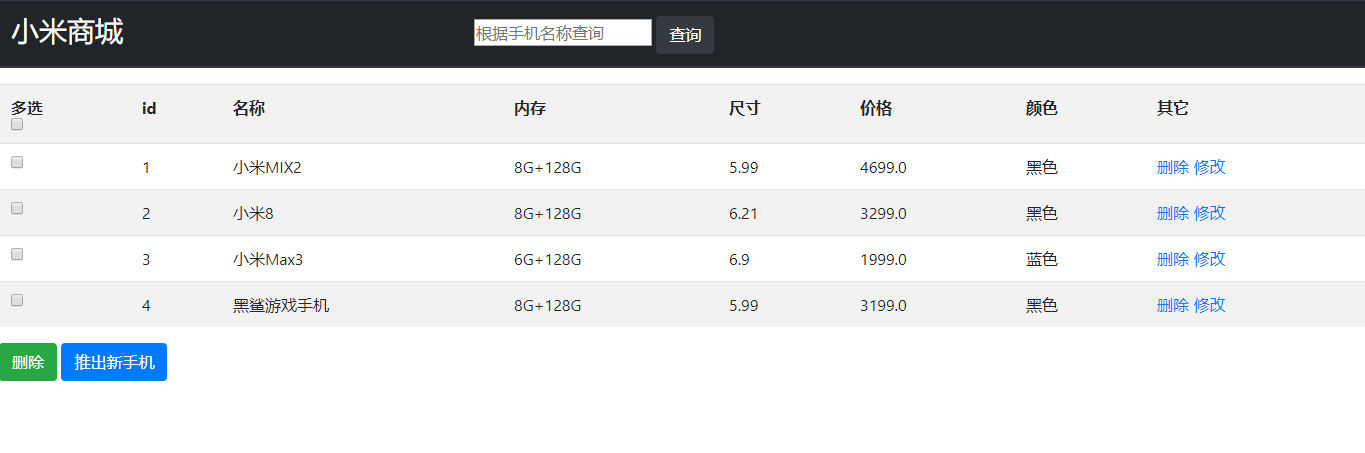 小米商城 根据手机名称查询 查询
多选 id 名称 内存 尺寸 价格 颜色 其它
1 小米MIX2 8G+128G 5.99 4699.0 黑色 删除 修改
2 小米8 8G+128G 6.21 3299.0 黑色 删除 修改
3 小米Max3 6G+128G 6.9 1999.0 蓝色 删除 修改
4 黑鲨游戏手机 8G+128G 5.99 3199.0 黑色 删除 修改
删除 推出新手机